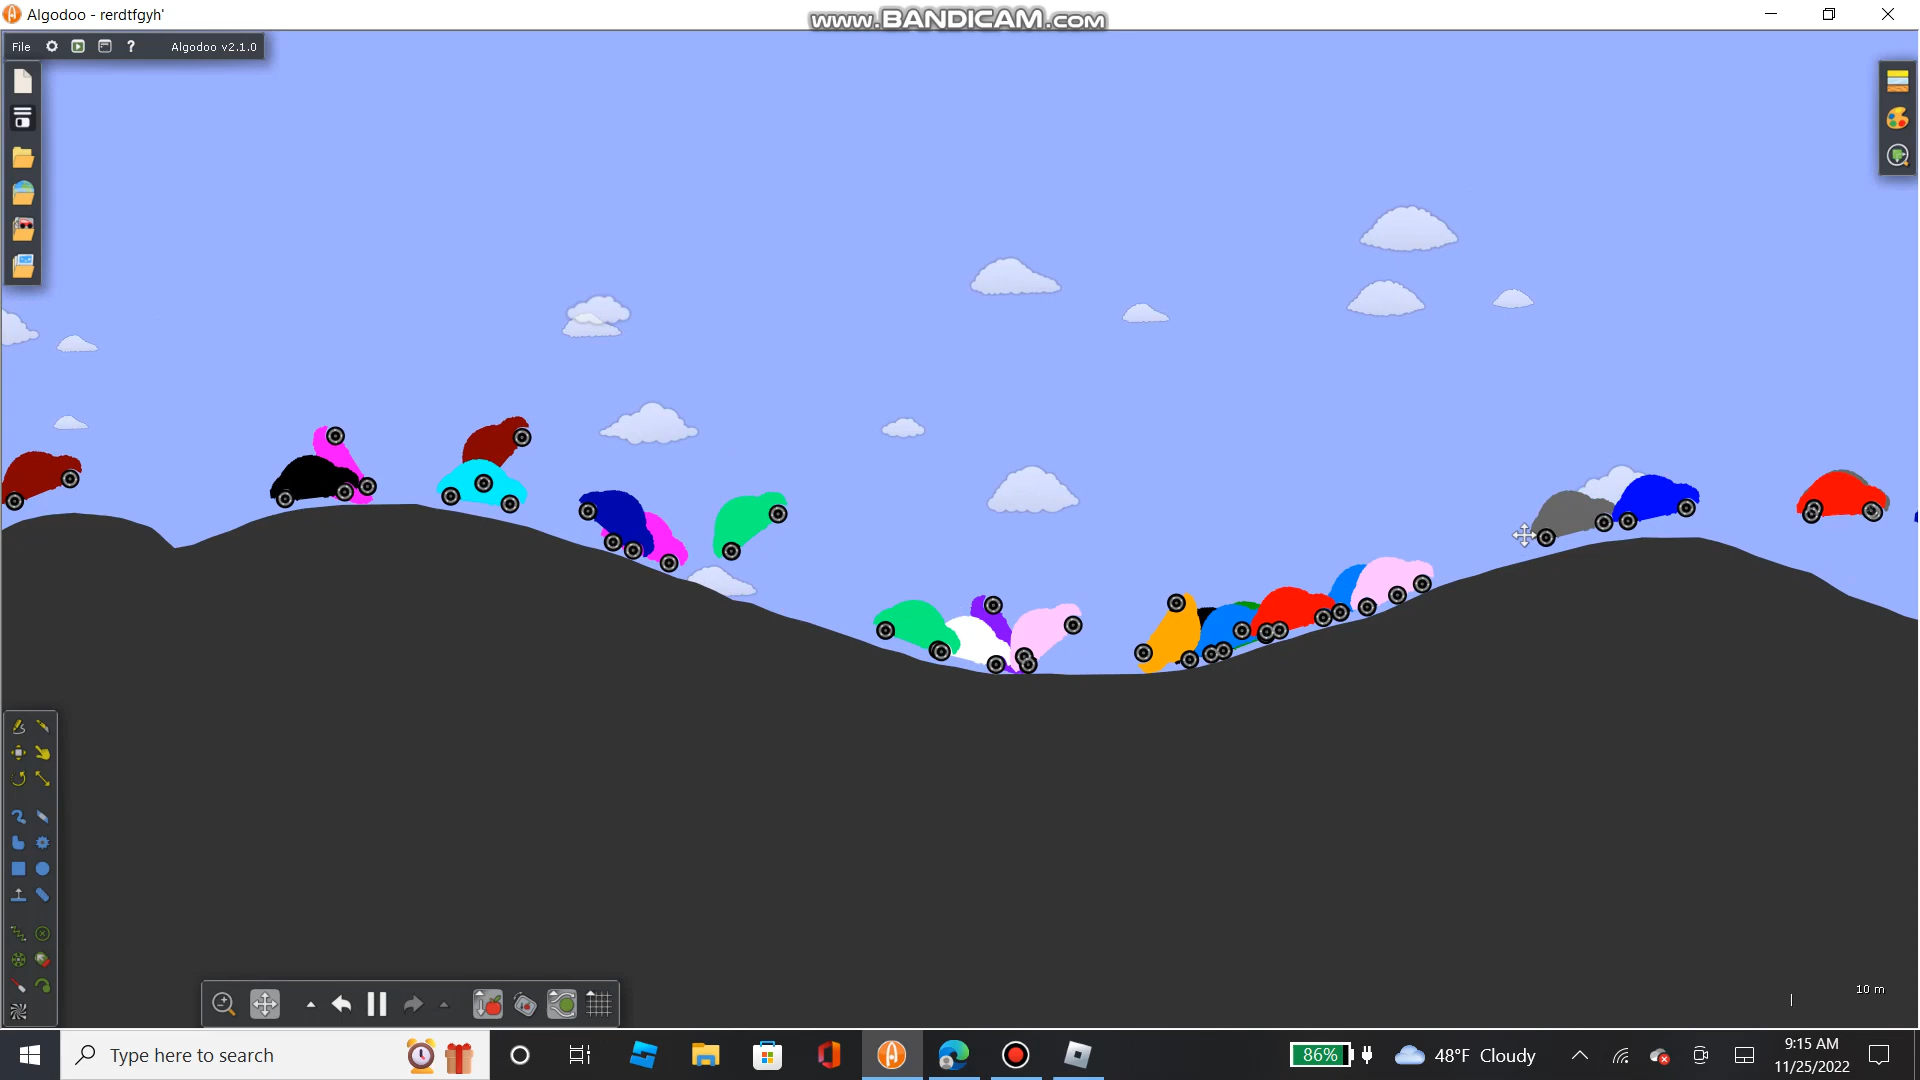 Algodoo - rerdtfgyh'
www.BANDICAM.com
File ? Algodoo v2.1.0
10 m
Type here to search
86%
48°F Cloudy
9:15 AM
11/25/2022